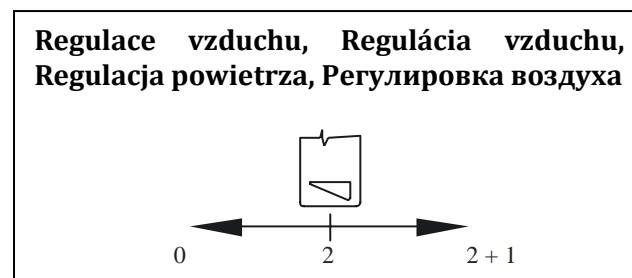 Regulace vzduchu, Regulácia vzduchu,
Regulacja powietrza, Регулировка воздуха
0 2 2 + 1